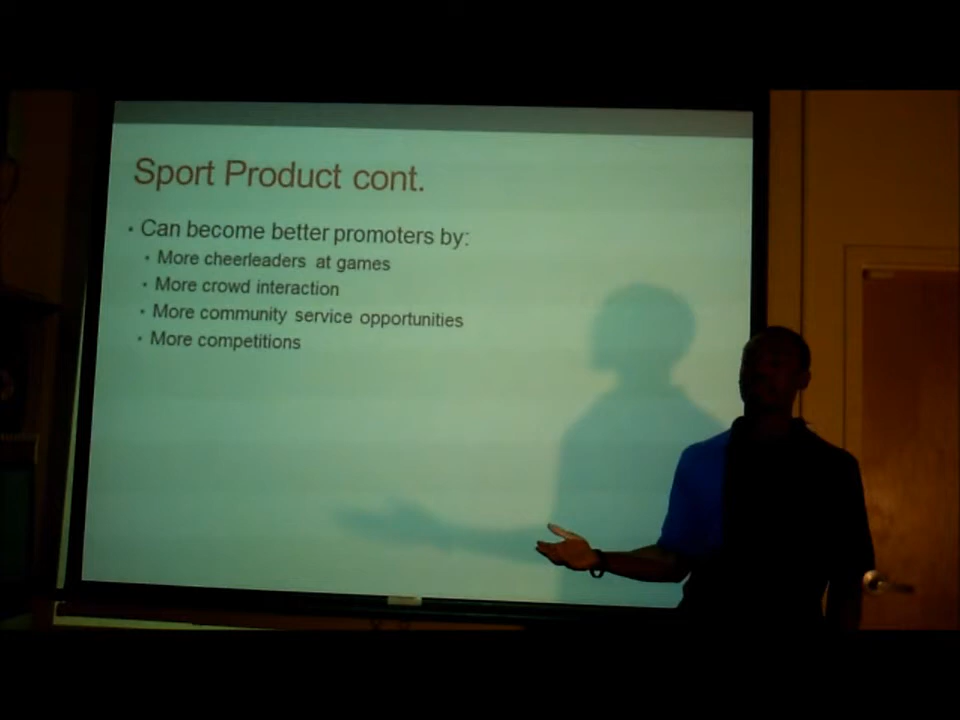 Sport Product cont.
• Can become better promoters by:
• More cheerleaders at games
• More crowd interaction
• More community service opportunities
• More competitions